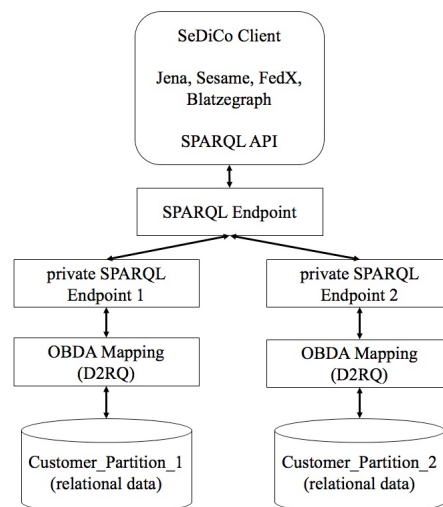 SeDiCo Client
Jena, Sesame, FedX,
Blatzegraph
SPARQL API
SPARQL Endpoint
private SPARQL
Endpoint 1
private SPARQL
Endpoint 2
OBDA Mapping
(D2RQ)
OBDA Mapping
(D2RQ)
Customer_Partition_1
(relational data)
Customer_Partition_2
(relational data)